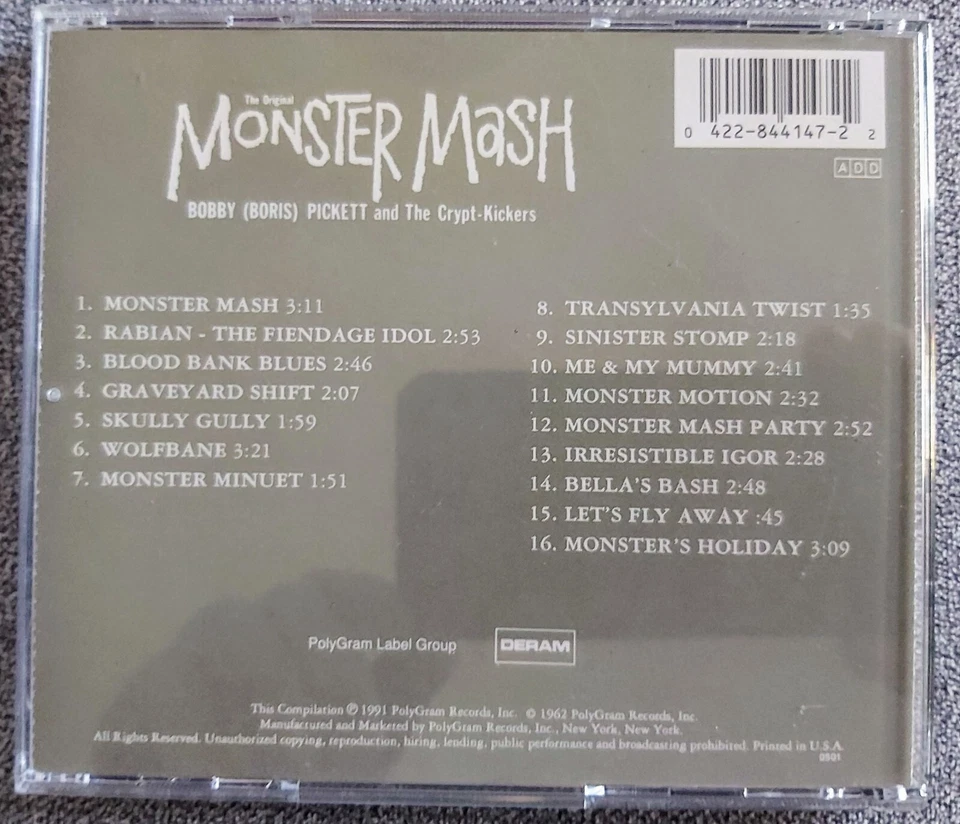 The Original
MONSTER MASH
BOBBY (BORIS) PICKETT and The Crypt-Kickers
0 422-844147-2 2
ADD
1. MONSTER MASH 3:11
2. RABIAN - THE FIENDAGE IDOL 2:53
3. BLOOD BANK BLUES 2:46
4. GRAVEYARD SHIFT 2:07
5. SKULLY GULLY 1:59
6. WOLFBANE 3:21
7. MONSTER MINUET 1:51
8. TRANSYLVANIA TWIST 1:35
9. SINISTER STOMP 2:18
10. ME & MY MUMMY 2:41
11. MONSTER MOTION 2:32
12. MONSTER MASH PARTY 2:52
13. IRRESISTIBLE IGOR 2:28
14. BELLA'S BASH 2:48
15. LET'S FLY AWAY :45
16. MONSTER'S HOLIDAY 3:09
PolyGram Label Group
DERAM
This Compilation ℗ 1991 PolyGram Records, Inc. © 1962 PolyGram Records, Inc.
Manufactured and Marketed by PolyGram Records, Inc., New York, New York.
All Rights Reserved. Unauthorized copying, reproduction, hiring, lending, public performance and broadcasting prohibited. Printed in U.S.A.
0501